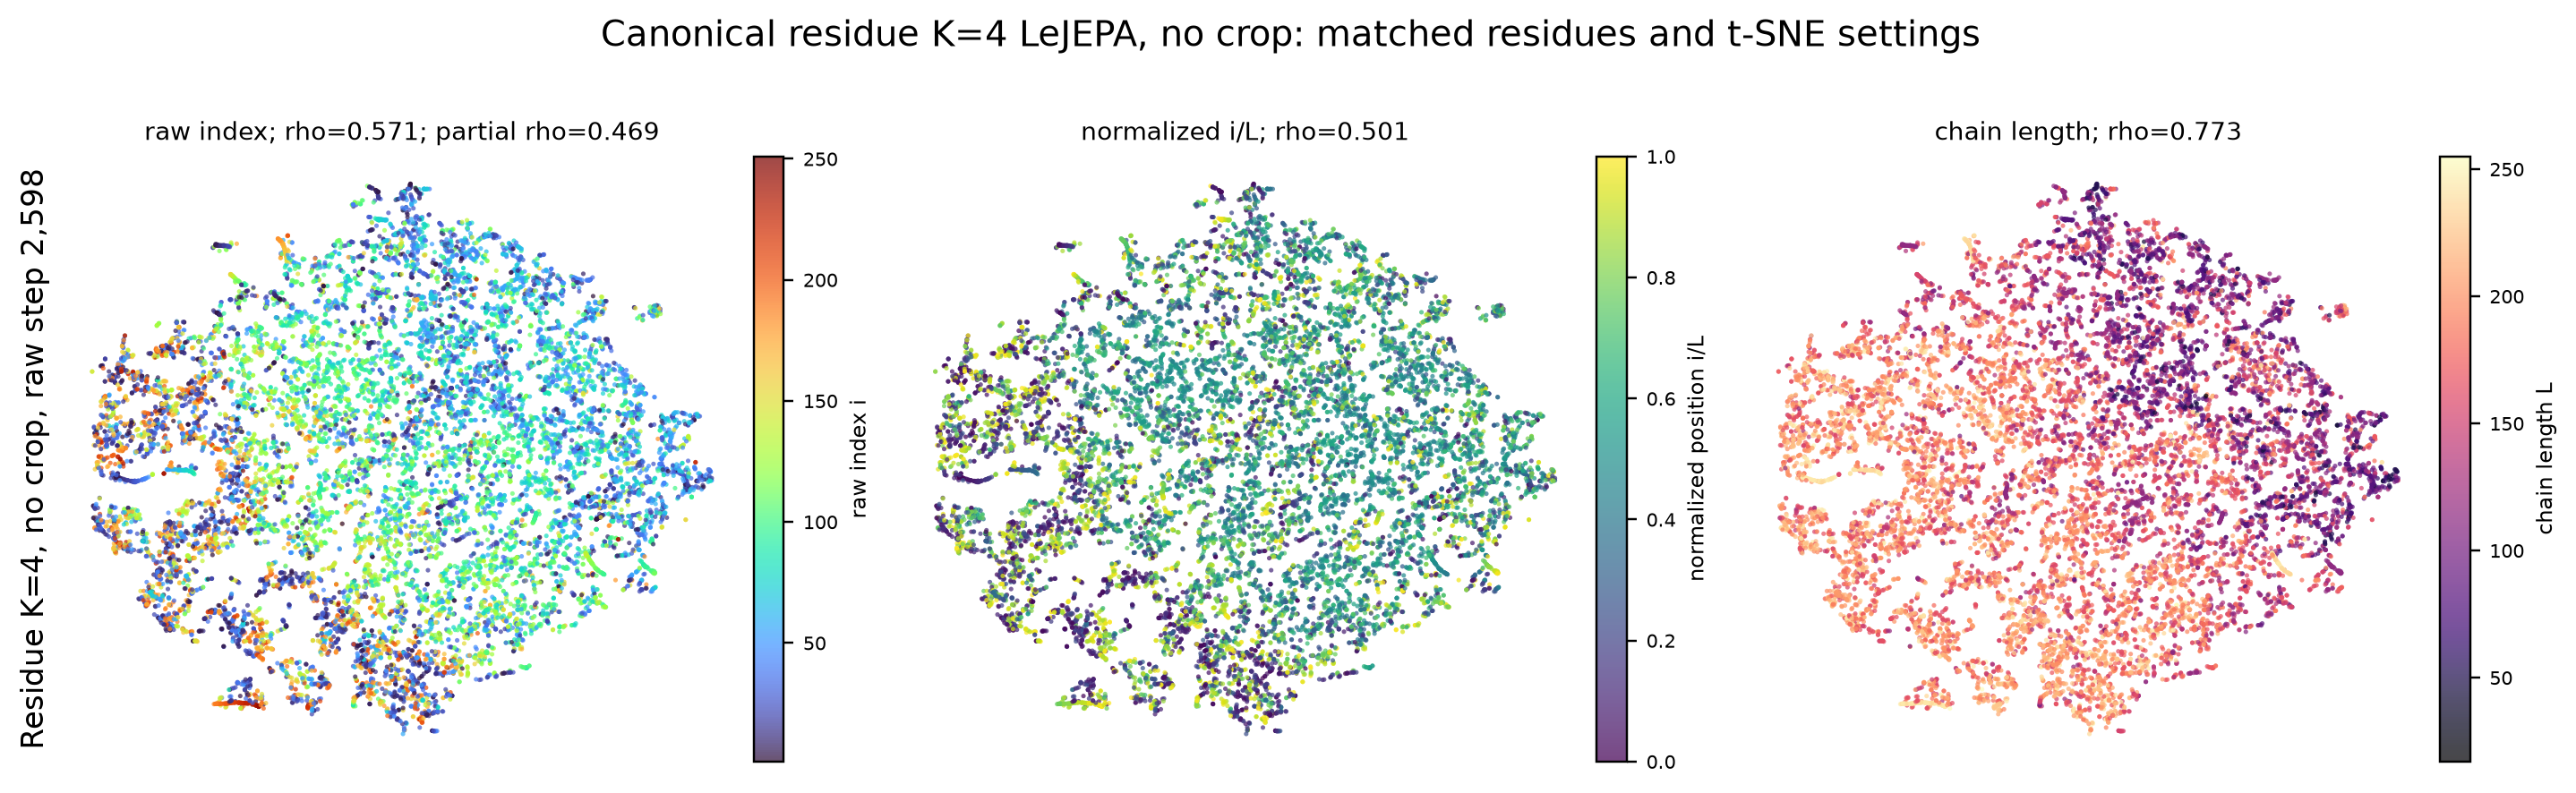 Canonical residue K=4 LeJEPA, no crop: matched residues and t-SNE settings
Residue K=4, no crop, raw step 2,598
raw index; rho=0.571; partial rho=0.469
250
200
150
100
50
raw index i
normalized i/L; rho=0.501
1.0
0.8
0.6
0.4
0.2
0.0
normalized position i/L
chain length; rho=0.773
250
200
150
100
50
chain length L